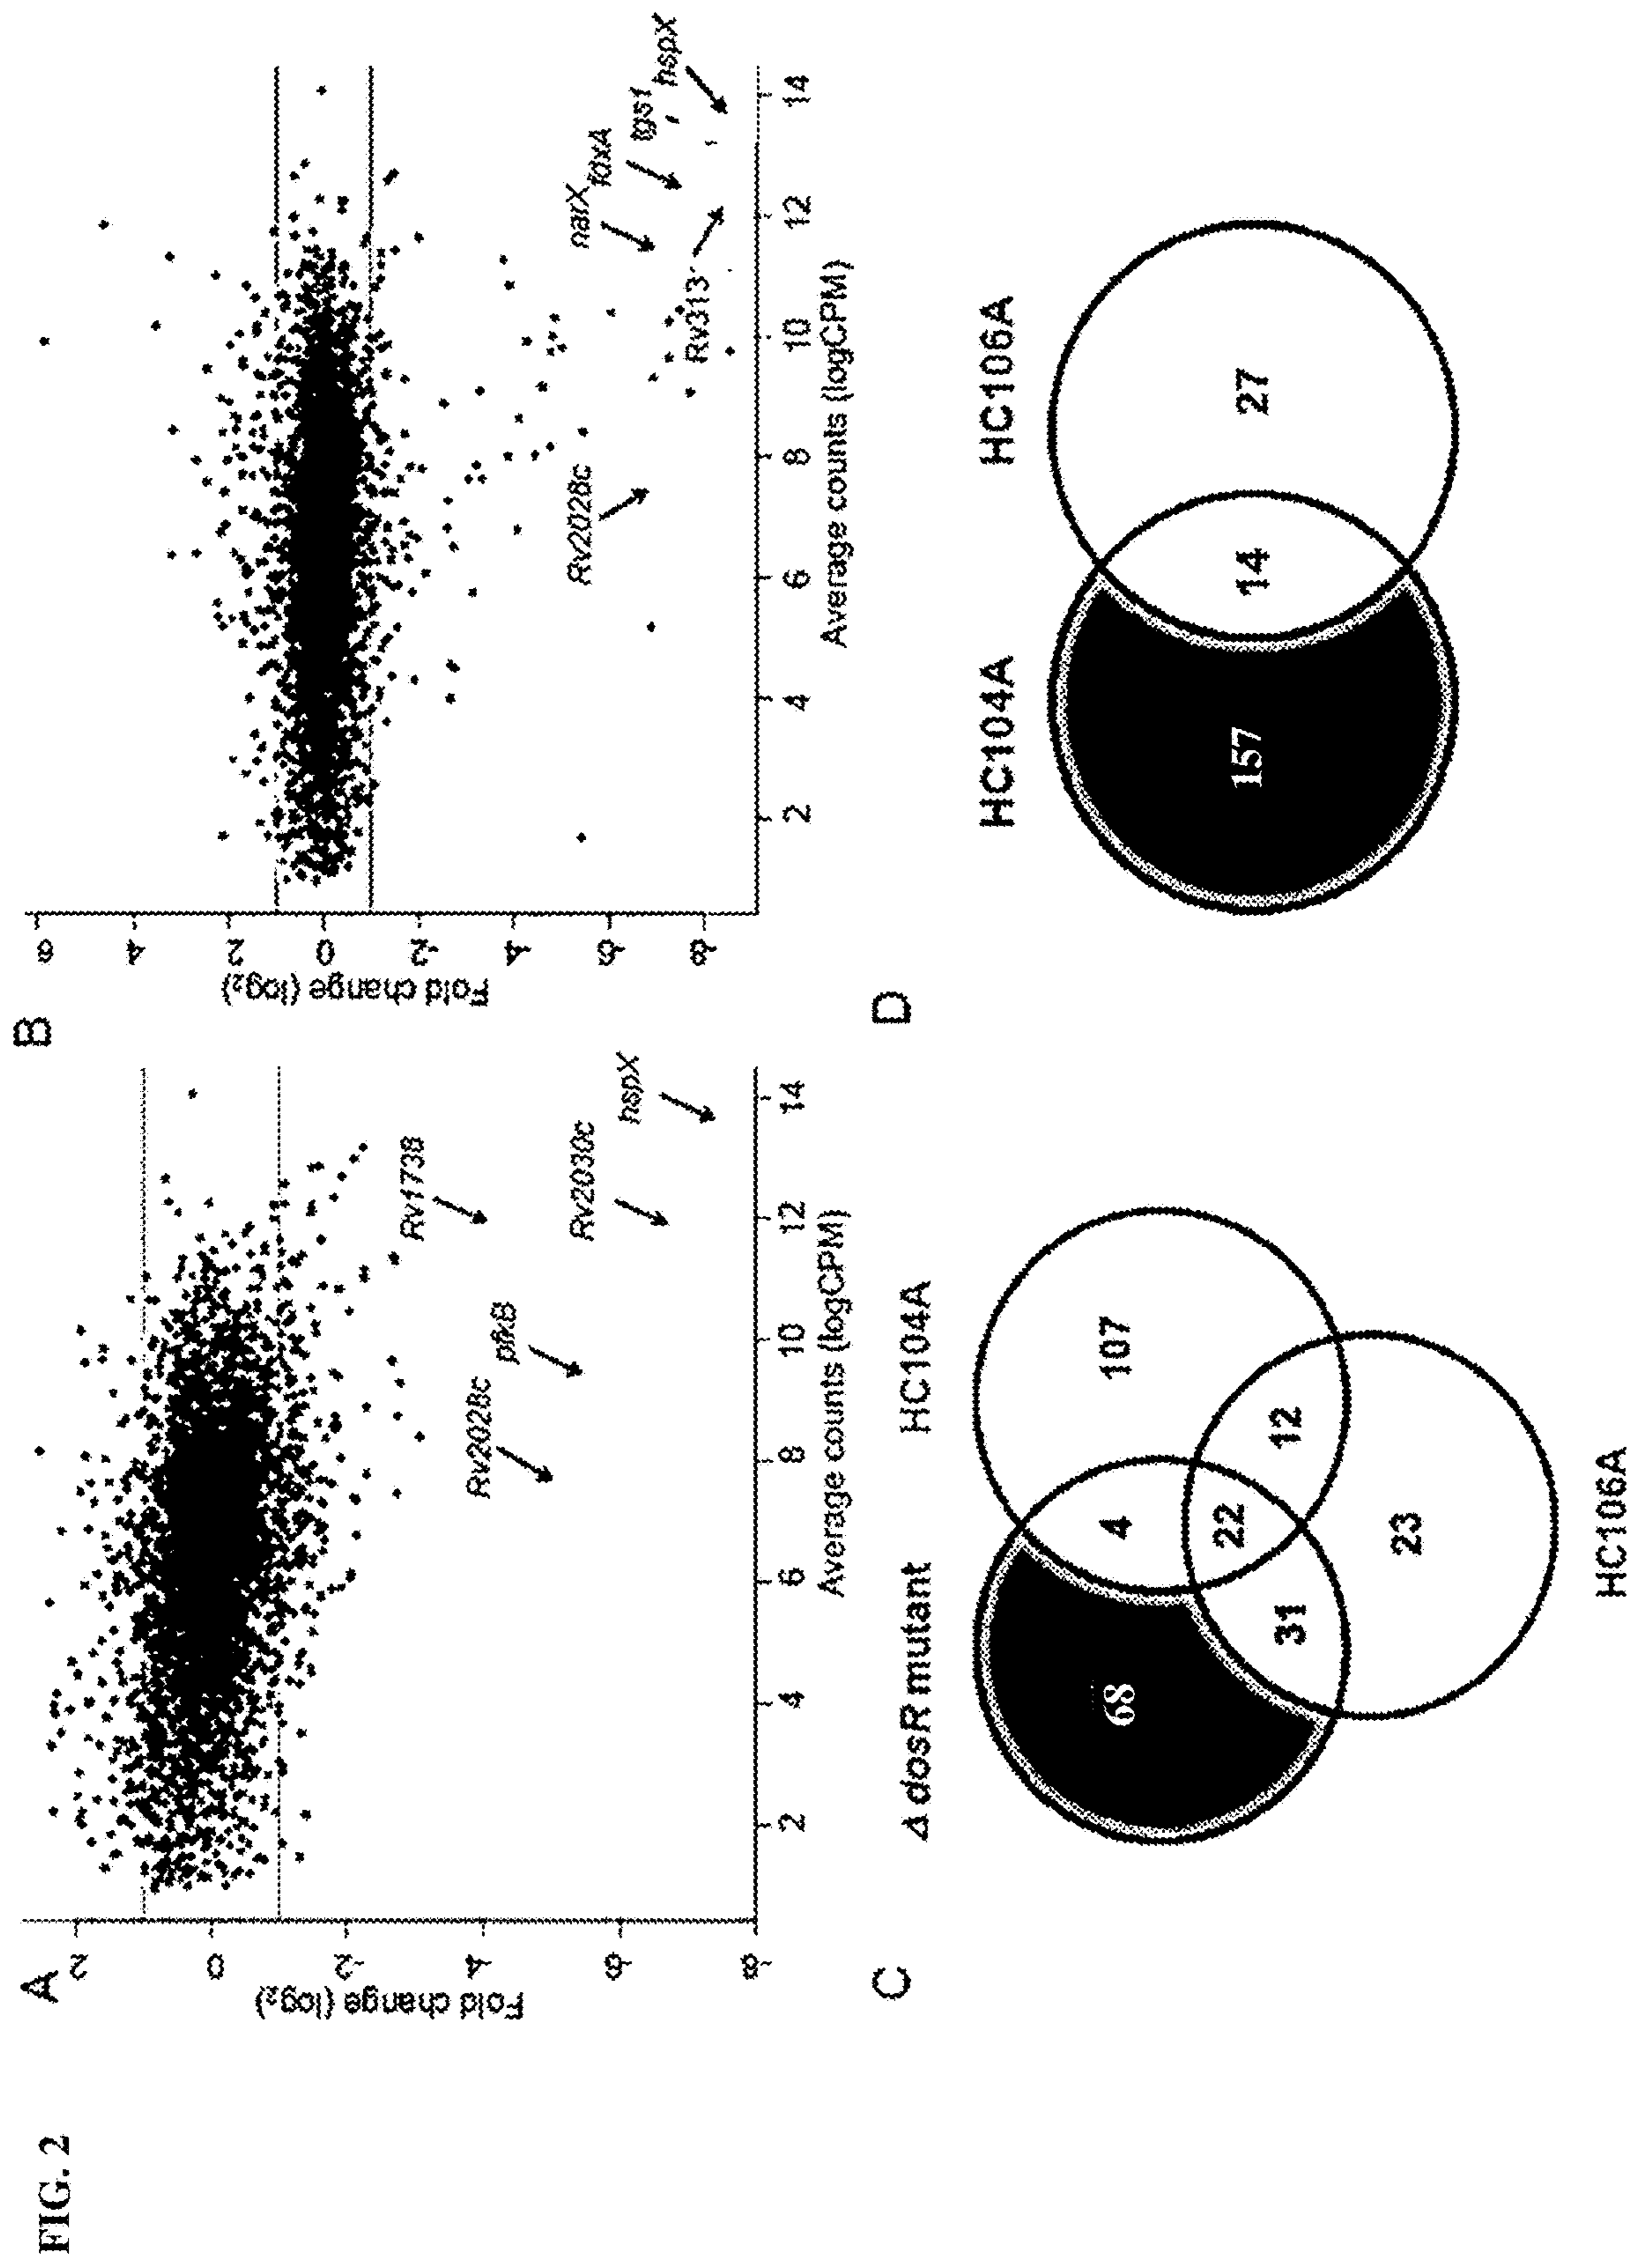 FIG. 2
A
Fold change (log₂)
2
0
-2
-4
-6
-8
Rv2028c
pfkB
Rv1738
Rv2030c
hspX
2
4
6
8
10
12
14
Average counts (logCPM)
B
Fold change (log₂)
6
4
2
0
-2
-4
-6
-8
Rv2028c
narX
fdxA
tgs1
hspX
Rv313
2
4
6
8
10
12
14
Average counts (logCPM)
C
Δ dosR mutant
HC104A
68
4
107
22
31
12
23
HC106A
D
HC104A
HC106A
157
14
27